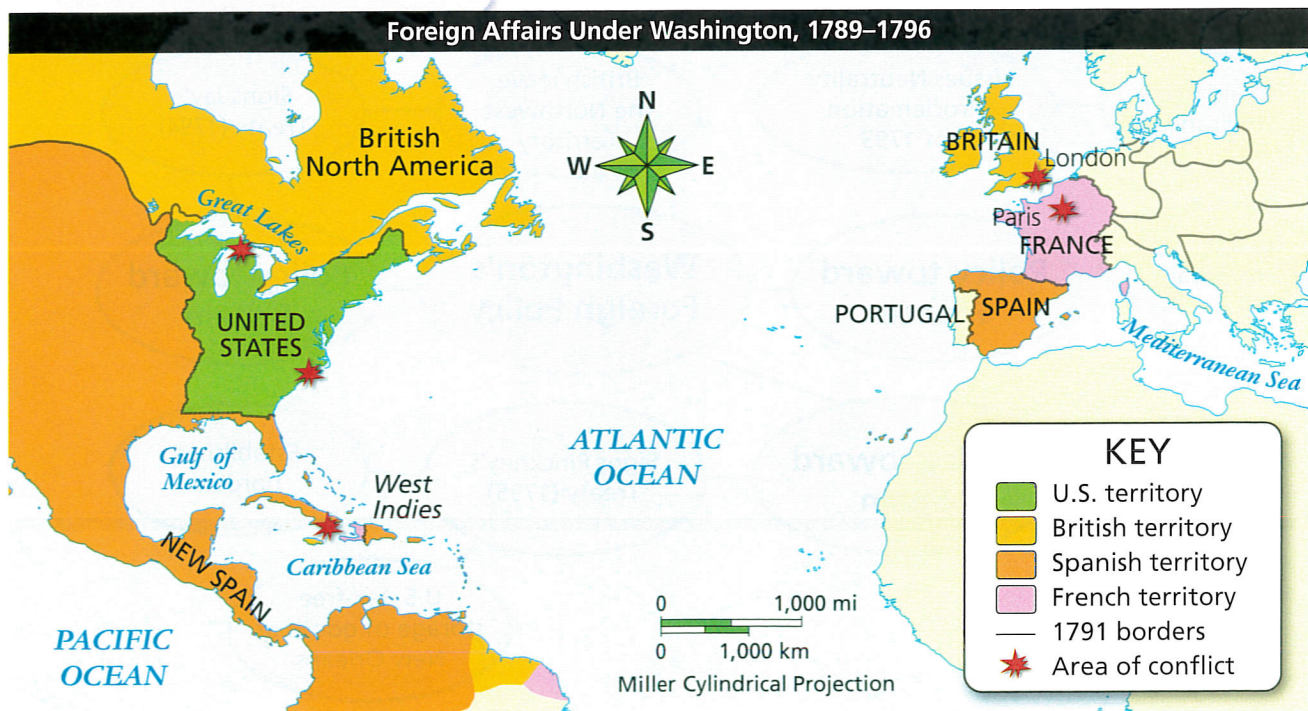 Foreign Affairs Under Washington, 1789–1796
British
North America
Great Lakes
UNITED
STATES
Gulf of
Mexico
West
Indies
Caribbean Sea
NEW SPAIN
PACIFIC
OCEAN
N
W
E
S
ATLANTIC
OCEAN
BRITAIN
London
Paris
FRANCE
PORTUGAL
SPAIN
Mediterranean Sea
0 1,000 mi
0 1,000 km
Miller Cylindrical Projection
KEY
U.S. territory
British territory
Spanish territory
French territory
1791 borders
Area of conflict